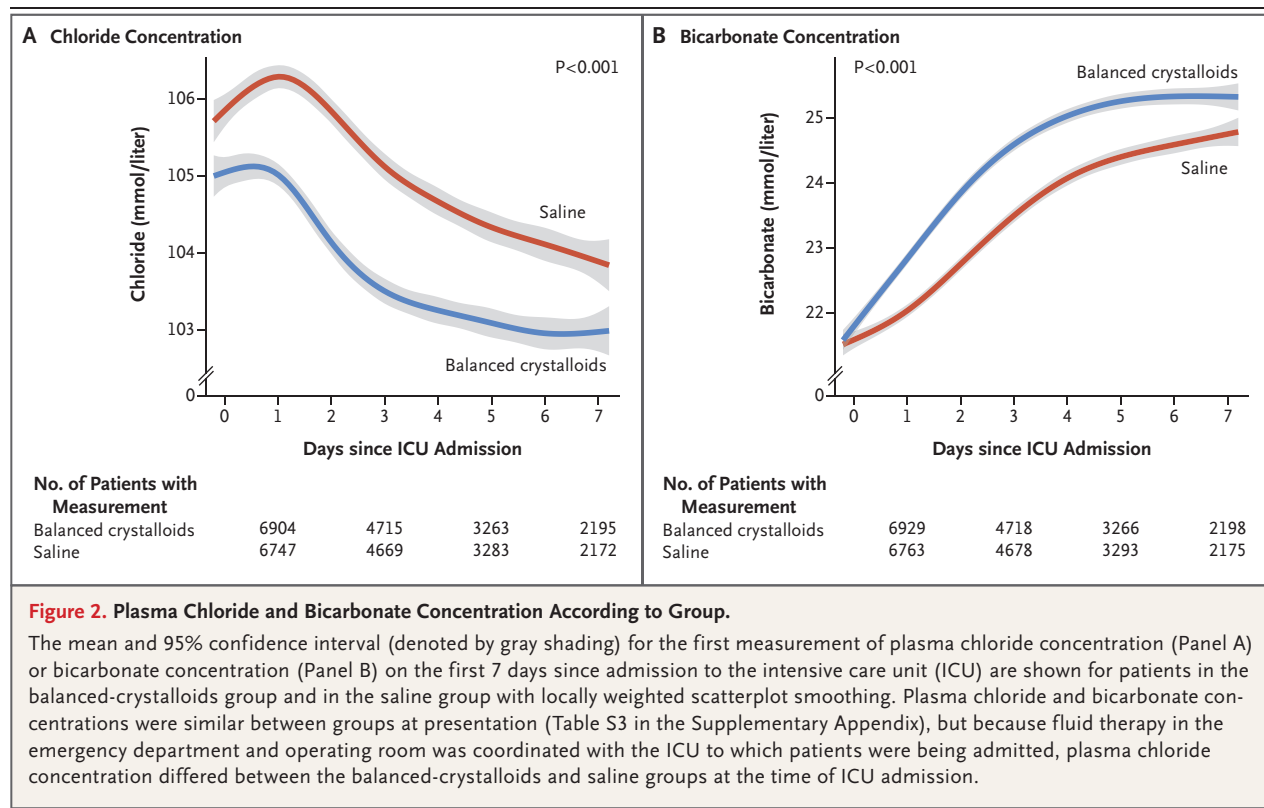 A Chloride Concentration
P<0.001
106
105
104
103
0
Chloride (mmol/liter)
Saline
Balanced crystalloids
0 1 2 3 4 5 6 7
Days since ICU Admission
No. of Patients with
Measurement
Balanced crystalloids 6904 4715 3263 2195
Saline 6747 4669 3283 2172
B Bicarbonate Concentration
P<0.001
25
24
23
22
0
Bicarbonate (mmol/liter)
Balanced crystalloids
Saline
0 1 2 3 4 5 6 7
Days since ICU Admission
No. of Patients with
Measurement
Balanced crystalloids 6929 4718 3266 2198
Saline 6763 4678 3293 2175
Figure 2. Plasma Chloride and Bicarbonate Concentration According to Group.
The mean and 95% confidence interval (denoted by gray shading) for the first measurement of plasma chloride concentration (Panel A)
or bicarbonate concentration (Panel B) on the first 7 days since admission to the intensive care unit (ICU) are shown for patients in the
balanced-crystalloids group and in the saline group with locally weighted scatterplot smoothing. Plasma chloride and bicarbonate con-
centrations were similar between groups at presentation (Table S3 in the Supplementary Appendix), but because fluid therapy in the
emergency department and operating room was coordinated with the ICU to which patients were being admitted, plasma chloride
concentration differed between the balanced-crystalloids and saline groups at the time of ICU admission.